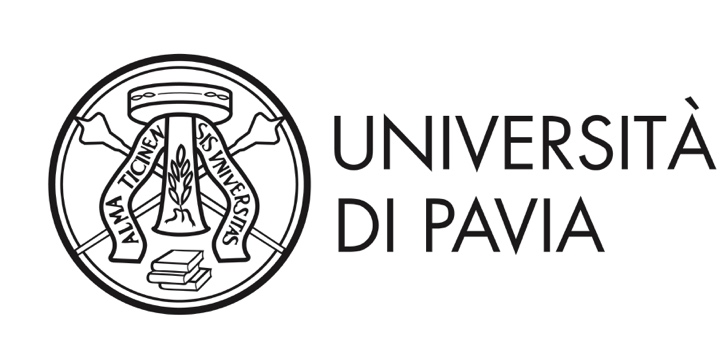 ALMA TICINENSIS UNIVERSITAS
UNIVERSITÀ
DI PAVIA